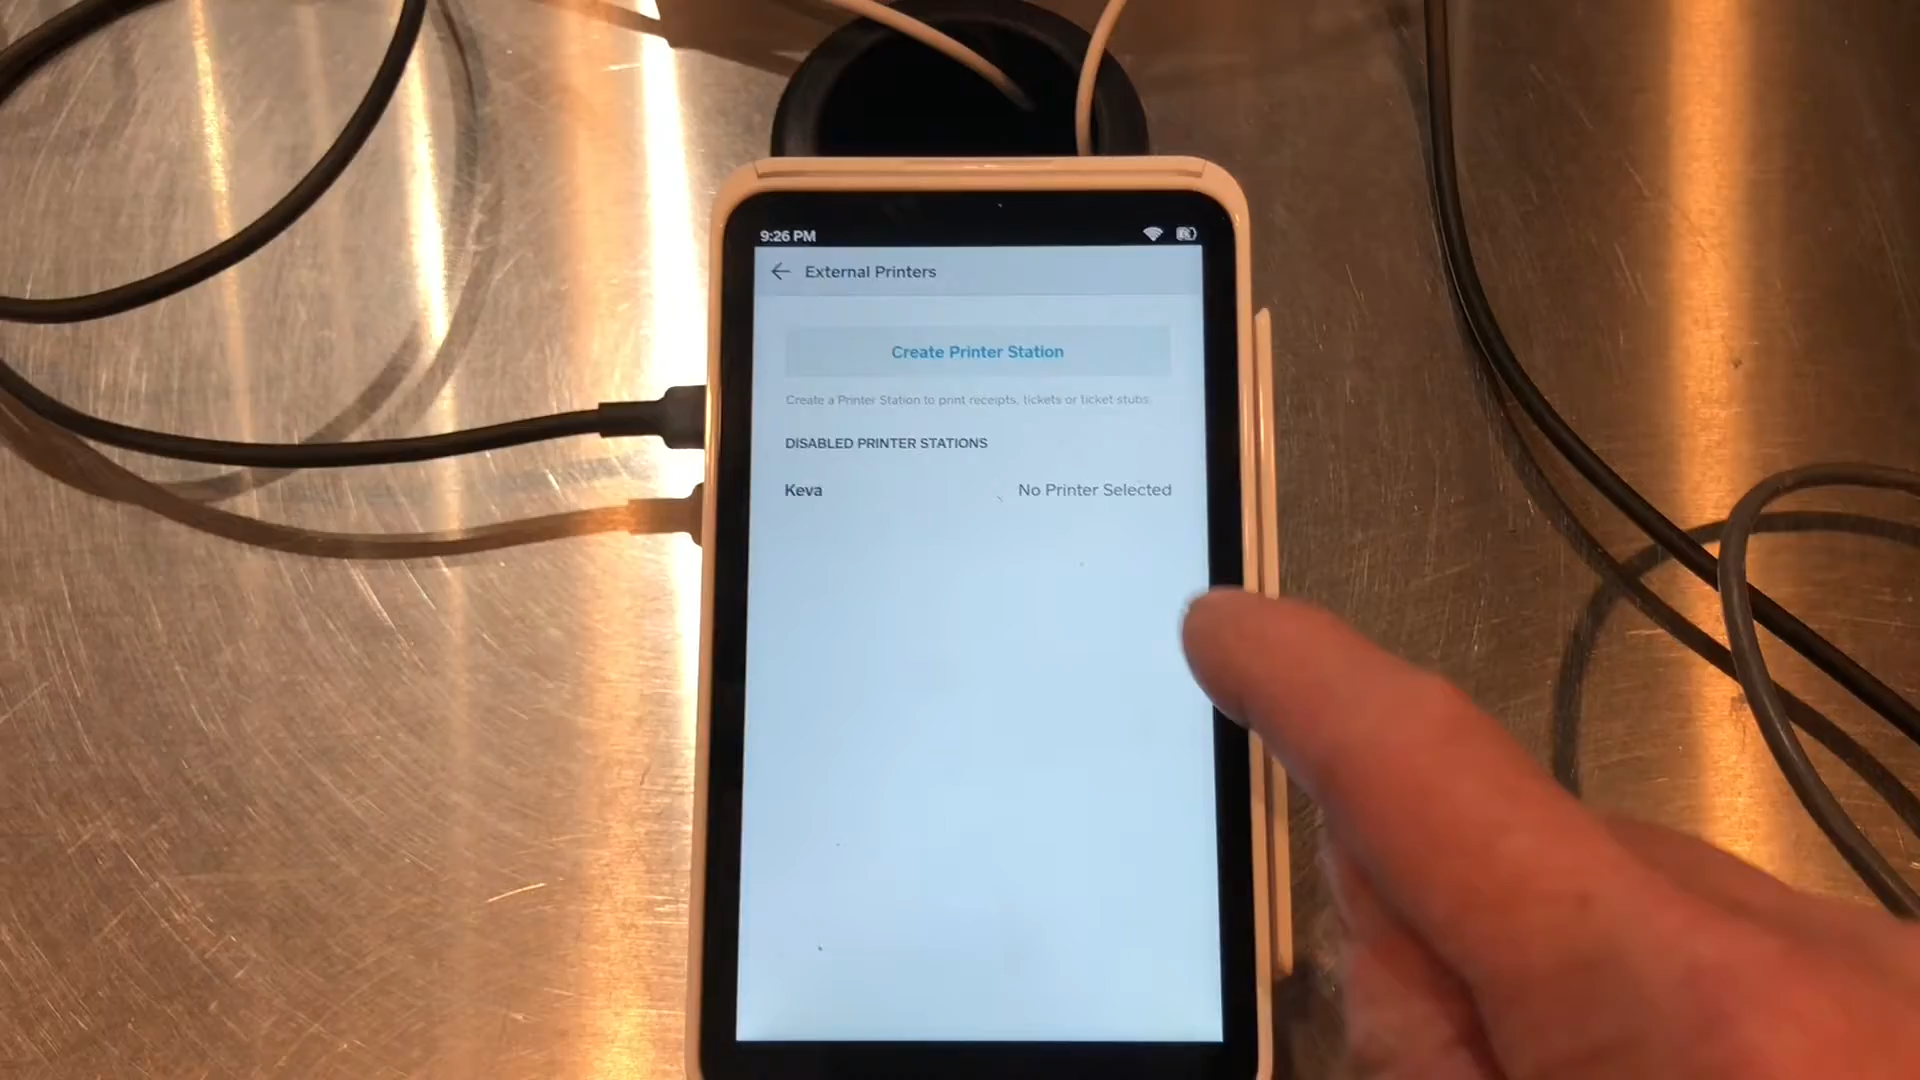 9:26 PM
External Printers
Create Printer Station
Create a Printer Station to print receipts, tickets or ticket stubs.
DISABLED PRINTER STATIONS
Keva No Printer Selected